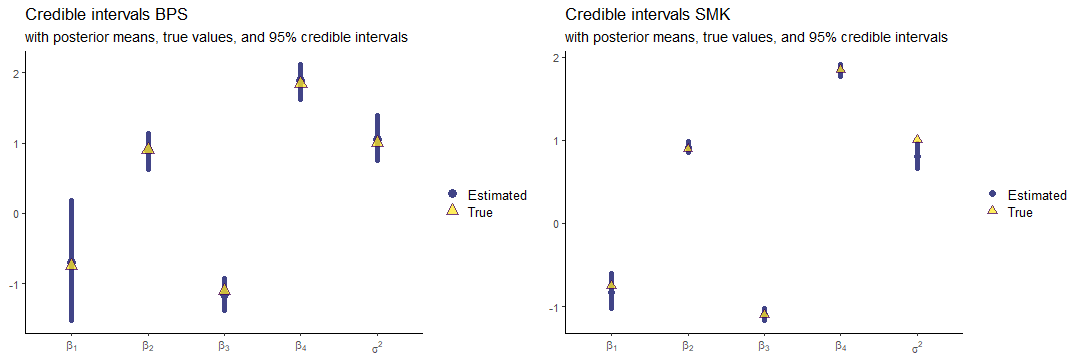 Credible intervals BPS
with posterior means, true values, and 95% credible intervals
2
1
0
-1
β1
β2
β3
β4
σ2
Estimated
True
Credible intervals SMK
with posterior means, true values, and 95% credible intervals
2
1
0
-1
β1
β2
β3
β4
σ2
Estimated
True